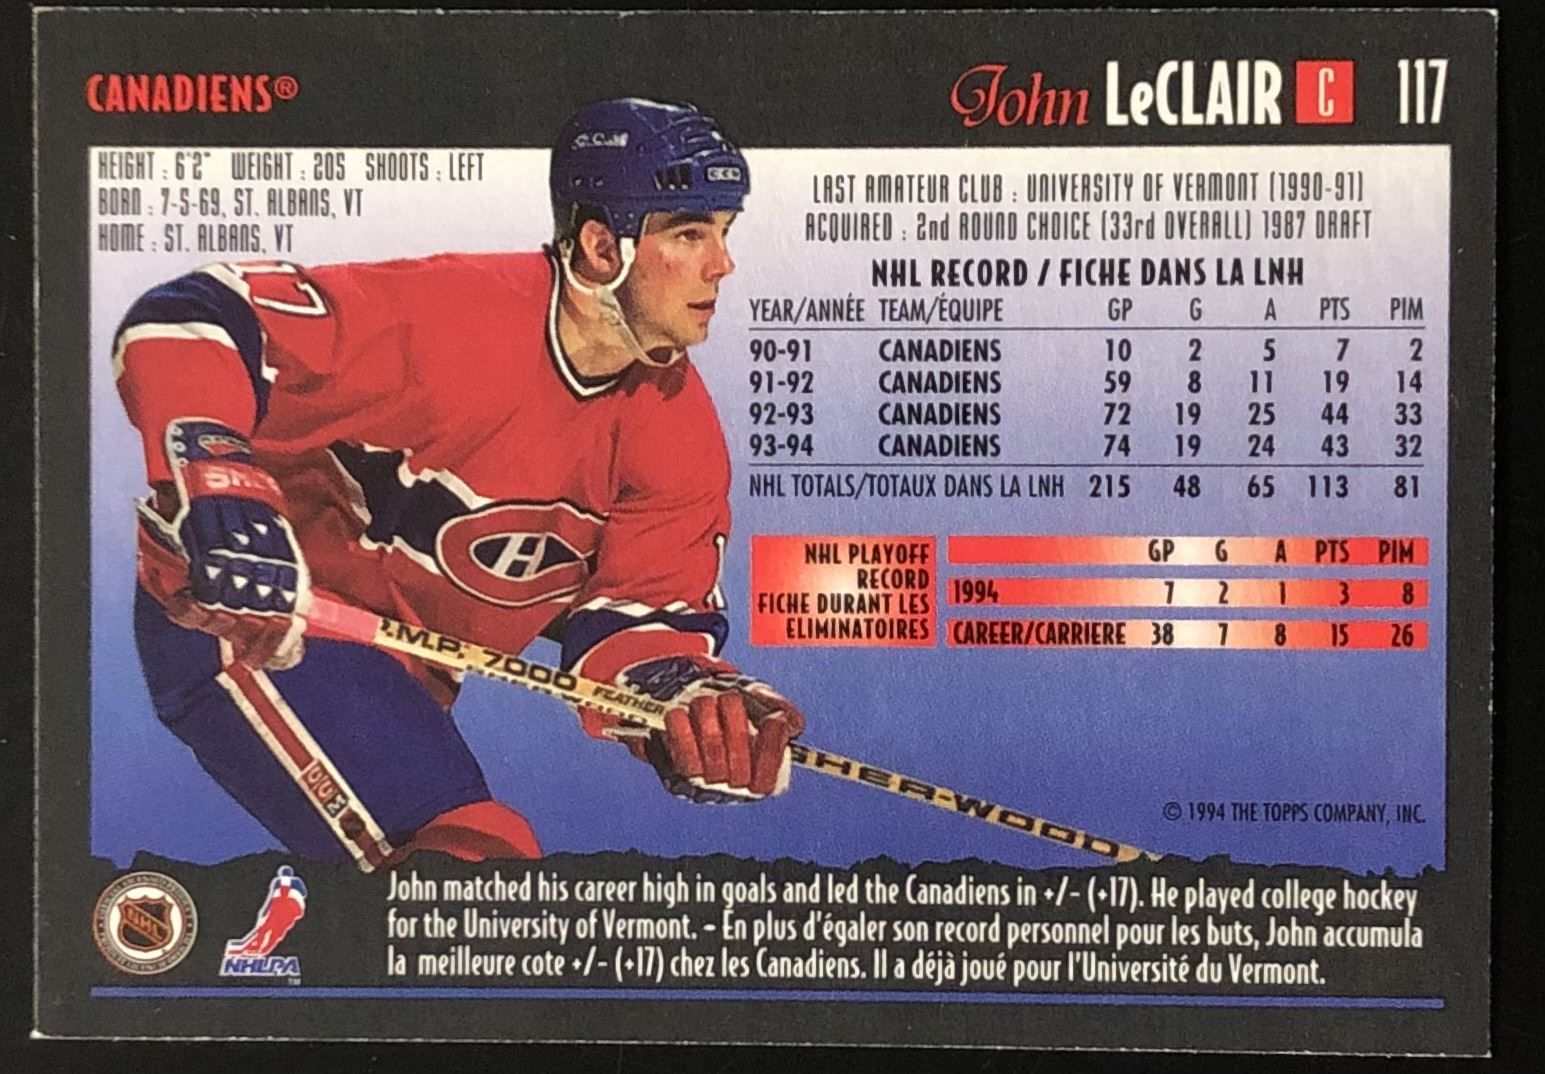 CANADIENS®
John LeCLAIR C 117
HEIGHT : 6'2" WEIGHT : 205 SHOOTS : LEFT
BORN : 7-5-69, ST. ALBANS, VT
HOME : ST. ALBANS, VT
LAST AMATEUR CLUB : UNIVERSITY OF VERMONT (1990-91)
ACQUIRED : 2nd ROUND CHOICE (33rd OVERALL) 1987 DRAFT
NHL RECORD / FICHE DANS LA LNH
YEAR/ANNÉE TEAM/ÉQUIPE GP G A PTS PIM
90-91 CANADIENS 10 2 5 7 2
91-92 CANADIENS 59 8 11 19 14
92-93 CANADIENS 72 19 25 44 33
93-94 CANADIENS 74 19 24 43 32
NHL TOTALS/TOTAUX DANS LA LNH 215 48 65 113 81
NHL PLAYOFF
RECORD
FICHE DURANT LES
ELIMINATOIRES
GP G A PTS PIM
1994 7 2 1 3 8
CAREER/CARRIERE 38 7 8 15 26
CCM
17
.M.P. 7000 FEATHER
SHER-WOOD
© 1994 THE TOPPS COMPANY, INC.
NHL
NHLPA
John matched his career high in goals and led the Canadiens in +/- (+17). He played college hockey
for the University of Vermont. – En plus d'égaler son record personnel pour les buts, John accumula
la meilleure cote +/- (+17) chez les Canadiens. Il a déjà joué pour l'Université du Vermont.